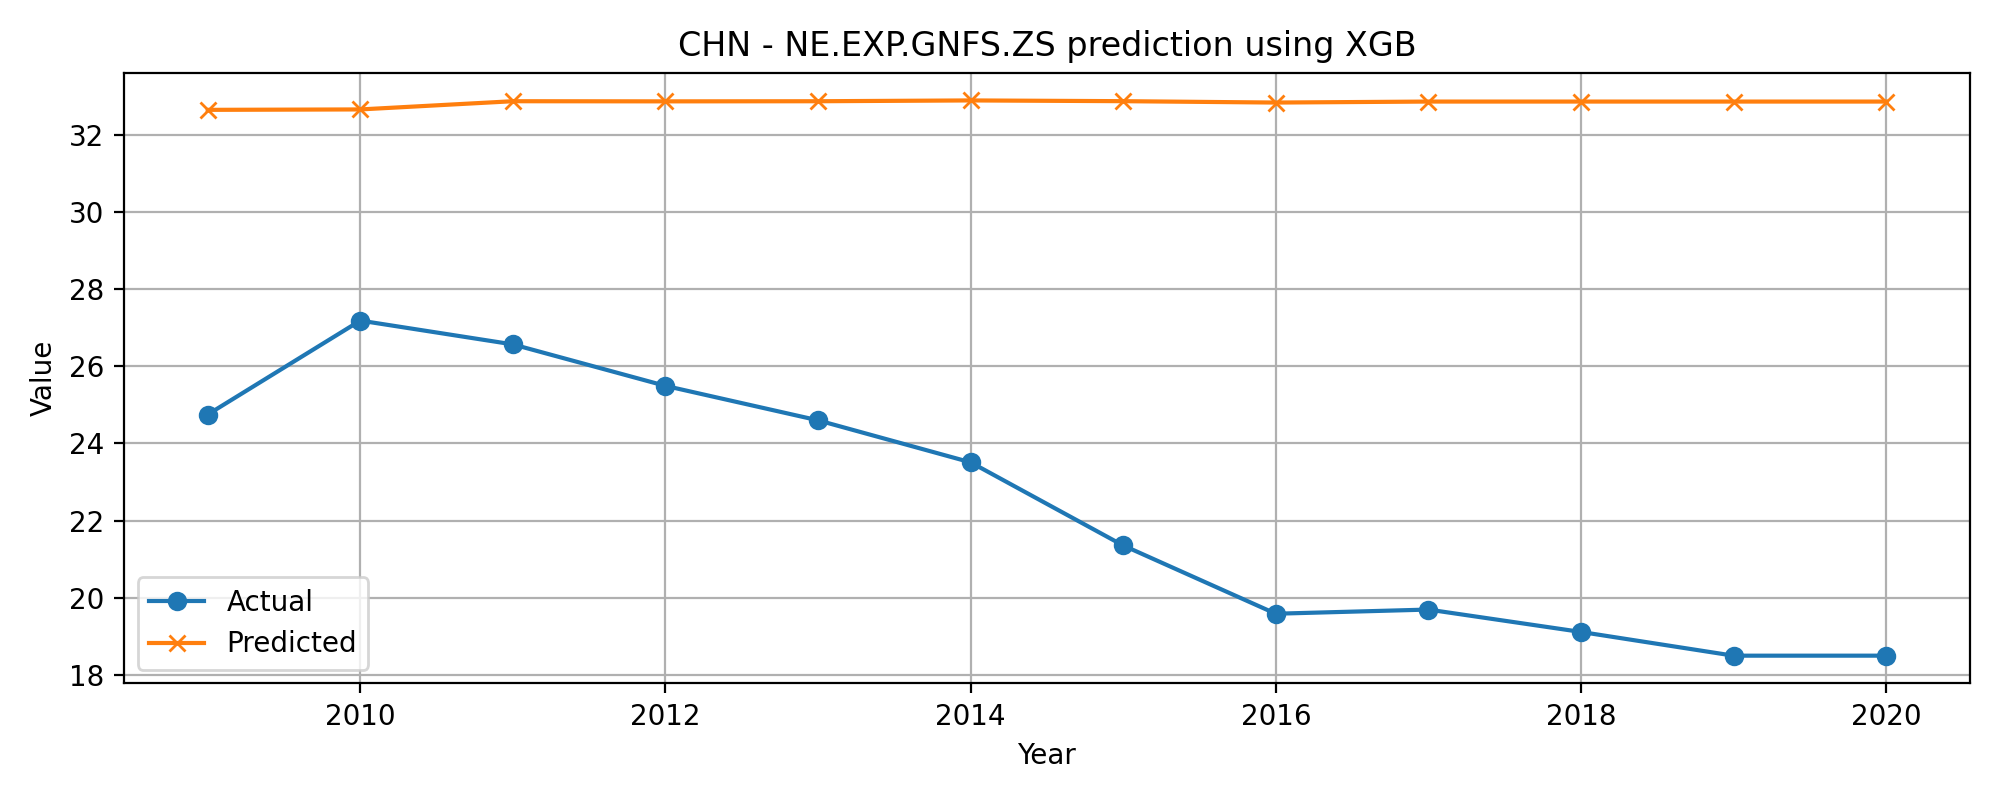 CHN - NE.EXP.GNFS.ZS prediction using XGB
32
30
28
26
24
22
20
18
Value
Actual
Predicted
2010 2012 2014 2016 2018 2020
Year